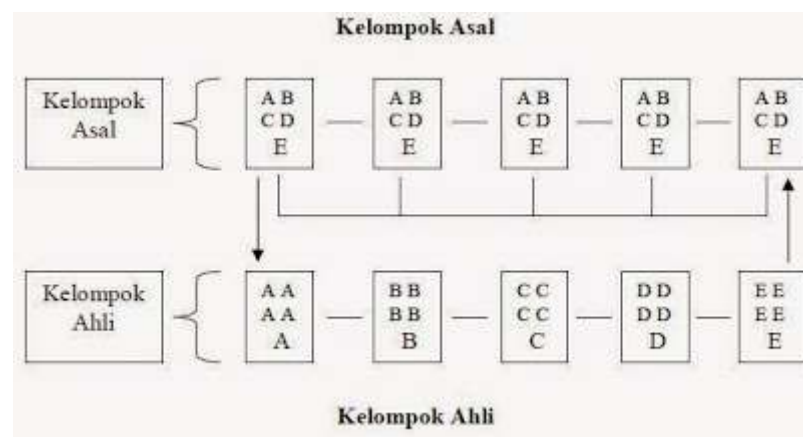 Kelompok Asal
Kelompok
Asal
A B
C D
E
A B
C D
E
A B
C D
E
A B
C D
E
A B
C D
E
Kelompok
Ahli
A A
A A
A
B B
B B
B
C C
C C
C
D D
D D
D
E E
E E
E
Kelompok Ahli